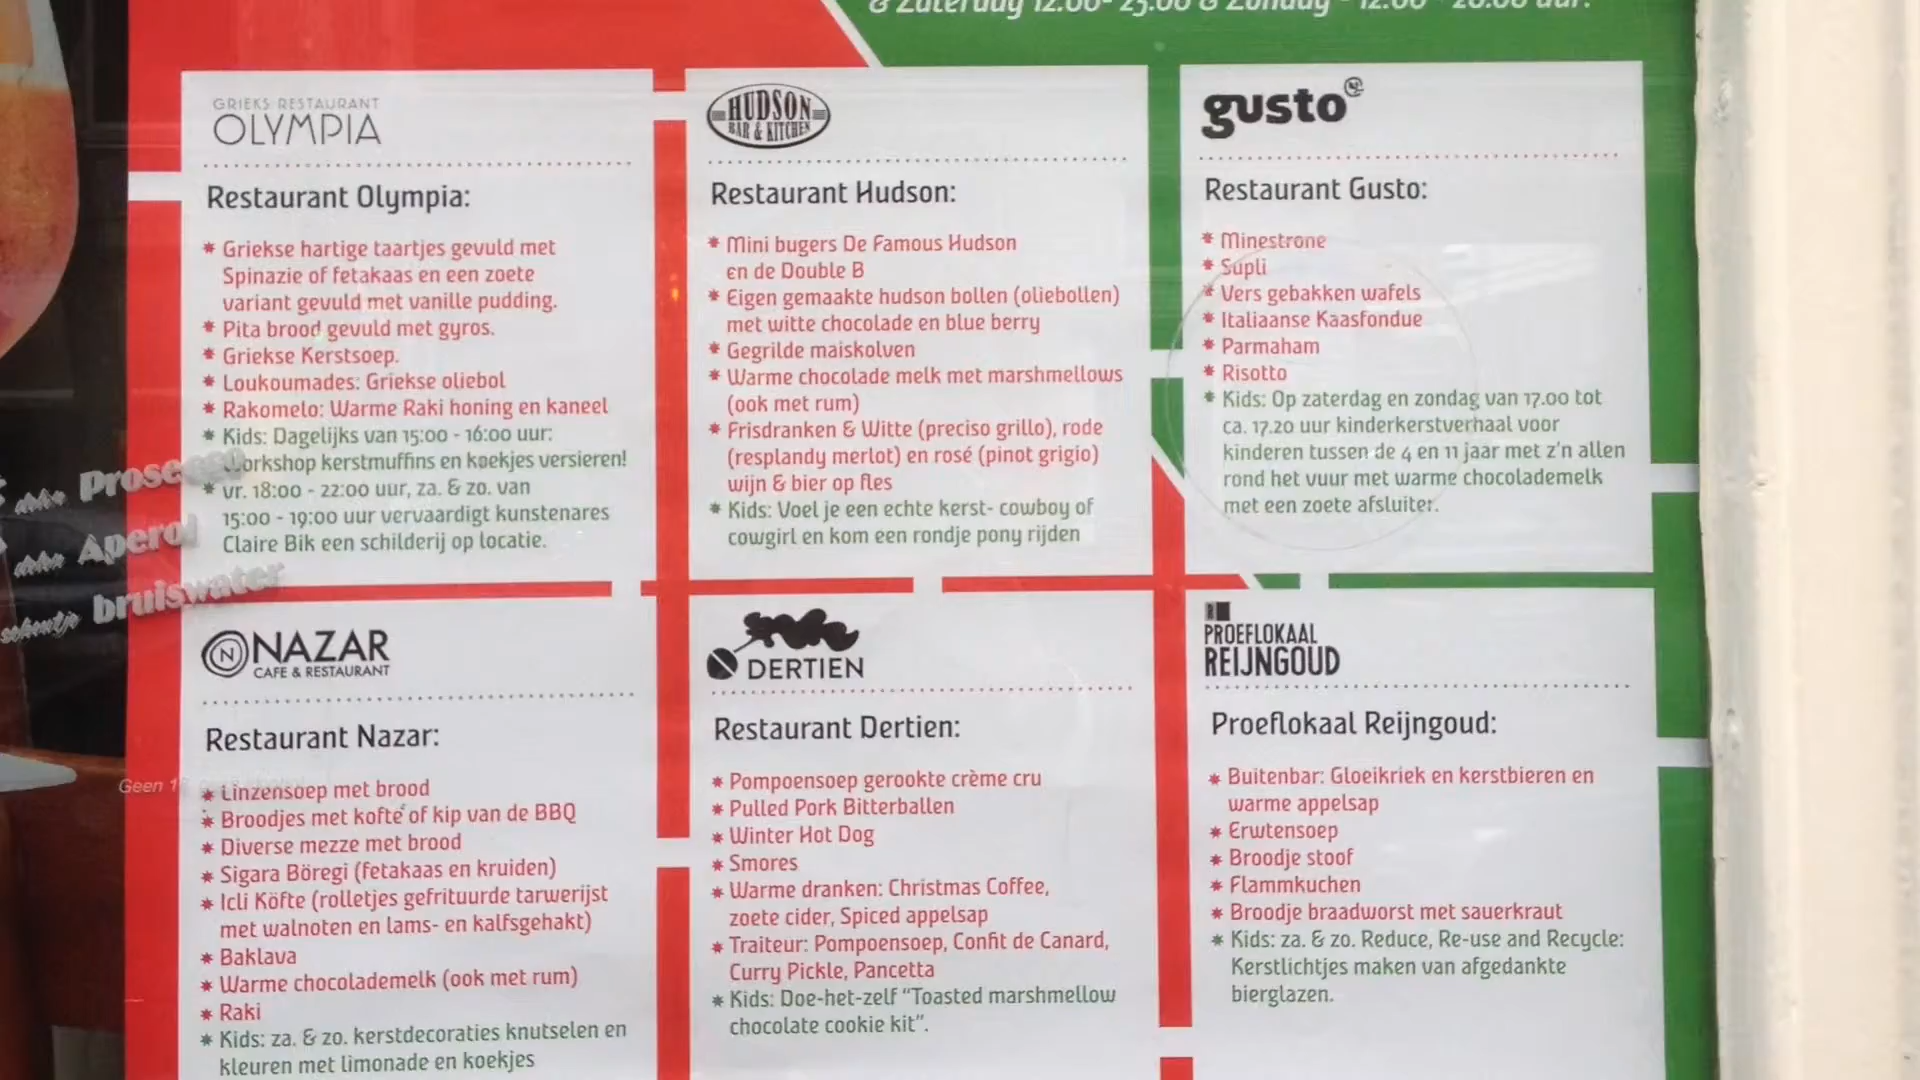 & Zaterdag 12.00- 23.00 & Zondag - 12.00 - 20.00 uur.
GRIEKS RESTAURANT
OLYMPIA
Restaurant Olympia:
* Griekse hartige taartjes gevuld met
Spinazie of fetakaas en een zoete
variant gevuld met vanille pudding.
* Pita brood gevuld met gyros.
* Griekse Kerstsoep.
* Loukoumades: Griekse oliebol
* Rakomelo: Warme Raki honing en kaneel
* Kids: Dagelijks van 15:00 - 16:00 uur:
Workshop kerstmuffins en koekjes versieren!
* vr. 18:00 - 22:00 uur, za. & zo. van
15:00 - 19:00 uur vervaardigt kunstenares
Claire Bik een schilderij op locatie.
HUDSON
BAR & KITCHEN
Restaurant Hudson:
* Mini bugers De Famous Hudson
en de Double B
* Eigen gemaakte hudson bollen (oliebollen)
met witte chocolade en blue berry
* Gegrilde maiskolven
* Warme chocolade melk met marshmellows
(ook met rum)
* Frisdranken & Witte (preciso grillo), rode
(resplandy merlot) en rosé (pinot grigio)
wijn & bier op fles
* Kids: Voel je een echte kerst- cowboy of
cowgirl en kom een rondje pony rijden
gusto
Restaurant Gusto:
* Minestrone
* Supli
* Vers gebakken wafels
* Italiaanse Kaasfondue
* Parmaham
* Risotto
* Kids: Op zaterdag en zondag van 17.00 tot
ca. 17.20 uur kinderkerstverhaal voor
kinderen tussen de 4 en 11 jaar met z'n allen
rond het vuur met warme chocolademelk
met een zoete afsluiter.
Prosecco
Aperol
bruiswater
Geen
N NAZAR
CAFE & RESTAURANT
Restaurant Nazar:
* Linzensoep met brood
* Broodjes met kofte of kip van de BBQ
* Diverse mezze met brood
* Sigara Böregi (fetakaas en kruiden)
* Icli Köfte (rolletjes gefrituurde tarwerijst
met walnoten en lams- en kalfsgehakt)
* Baklava
* Warme chocolademelk (ook met rum)
* Raki
* Kids: za. & zo. kerstdecoraties knutselen en
kleuren met limonade en koekjes
DERTIEN
Restaurant Dertien:
* Pompoensoep gerookte crème cru
* Pulled Pork Bitterballen
* Winter Hot Dog
* Smores
* Warme dranken: Christmas Coffee,
zoete cider, Spiced appelsap
* Traiteur: Pompoensoep, Confit de Canard,
Curry Pickle, Pancetta
* Kids: Doe-het-zelf “Toasted marshmellow
chocolate cookie kit”.
R
PROEFLOKAAL
REIJNGOUD
Proeflokaal Reijngoud:
* Buitenbar: Gloeikriek en kerstbieren en
warme appelsap
* Erwtensoep
* Broodje stoof
* Flammkuchen
* Broodje braadworst met sauerkraut
* Kids: za. & zo. Reduce, Re-use and Recycle:
Kerstlichtjes maken van afgedankte
bierglazen.